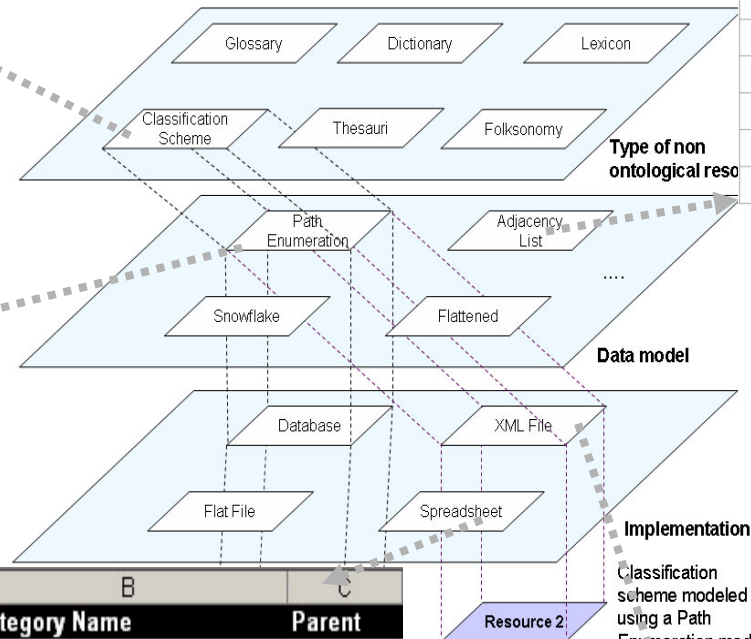 Glossary
Dictionary
Lexicon
Classification
Scheme
Thesauri
Folksonomy
Type of non
ontological reso
Path
Enumeration
Adjacency
List
....
Snowflake
Flattened
Data model
Database
XML File
Flat File
Spreadsheet
Implementation
B
C
tegory Name
Parent
Resource 2
Classification
scheme modeled
using a Path